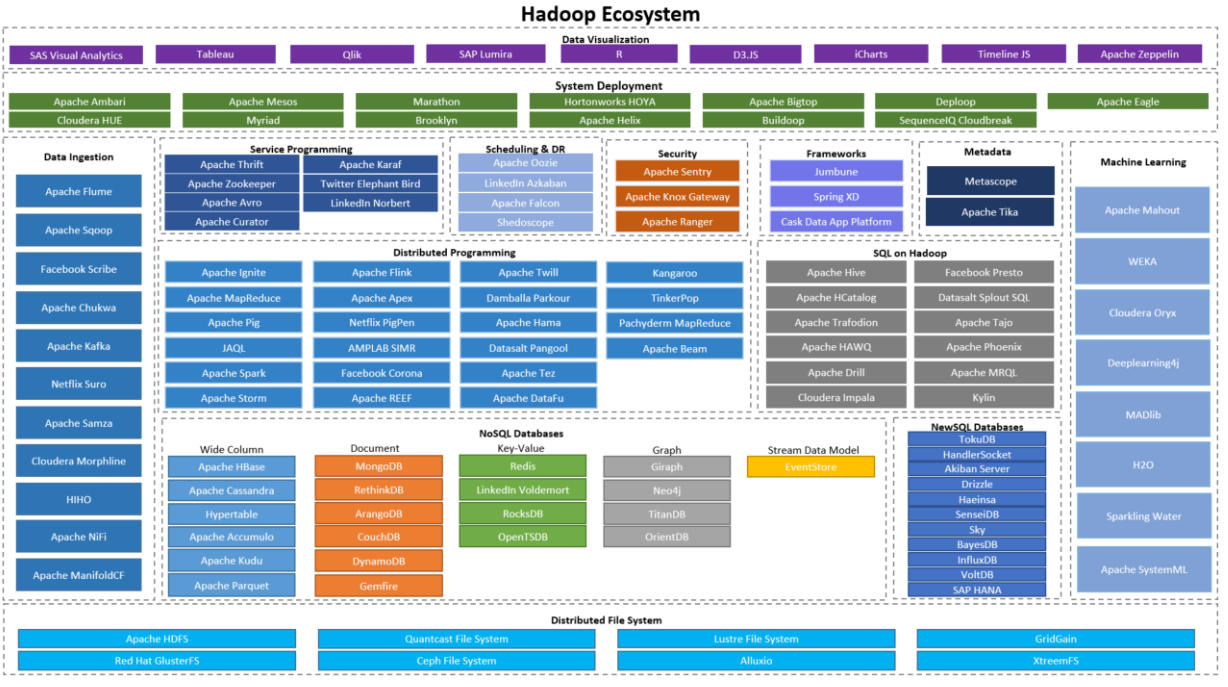 Hadoop Ecosystem
Data Visualization
SAS Visual Analytics
Tableau
Qlik
SAP Lumira
R
D3.JS
iCharts
Timeline JS
Apache Zeppelin
System Deployment
Apache Ambari
Apache Mesos
Marathon
Hortonworks HOYA
Apache Bigtop
Deploop
Apache Eagle
Cloudera HUE
Myriad
Brooklyn
Apache Helix
Buildoop
SequenceIQ Cloudbreak
Data Ingestion
Apache Flume
Apache Sqoop
Facebook Scribe
Apache Chukwa
Apache Kafka
Netflix Suro
Apache Samza
Cloudera Morphline
HIHO
Apache NiFi
Apache ManifoldCF
Service Programming
Apache Thrift
Apache Karaf
Apache Zookeeper
Twitter Elephant Bird
Apache Avro
LinkedIn Norbert
Apache Curator
Scheduling & DR
Apache Oozie
LinkedIn Azkaban
Apache Falcon
Shedoscope
Security
Apache Sentry
Apache Knox Gateway
Apache Ranger
Frameworks
Jumbune
Spring XD
Cask Data App Platform
Metadata
Metascope
Apache Tika
Machine Learning
Apache Mahout
WEKA
Cloudera Oryx
Deeplearning4j
MADlib
H2O
Sparkling Water
Apache SystemML
Distributed Programming
Apache Ignite
Apache Flink
Apache Twill
Kangaroo
Apache MapReduce
Apache Apex
Damballa Parkour
TinkerPop
Apache Pig
Netflix PigPen
Apache Hama
Pachyderm MapReduce
JAQL
AMPLAB SIMR
Datasalt Pangool
Apache Beam
Apache Spark
Facebook Corona
Apache Tez
Apache Storm
Apache REEF
Apache DataFu
SQL on Hadoop
Apache Hive
Facebook Presto
Apache HCatalog
Datasalt Splout SQL
Apache Trafodion
Apache Tajo
Apache HAWQ
Apache Phoenix
Apache Drill
Apache MRQL
Cloudera Impala
Kylin
NoSQL Databases
Wide Column
Apache HBase
Apache Cassandra
Hypertable
Apache Accumulo
Apache Kudu
Apache Parquet
Document
MongoDB
RethinkDB
ArangoDB
CouchDB
DynamoDB
Gemfire
Key-Value
Redis
LinkedIn Voldemort
RocksDB
OpenTSDB
Graph
Giraph
Neo4j
TitanDB
OrientDB
Stream Data Model
EventStore
NewSQL Databases
TokuDB
HandlerSocket
Akiban Server
Drizzle
Haeinsa
SenseiDB
Sky
BayesDB
InfluxDB
VoltDB
SAP HANA
Distributed File System
Apache HDFS
Quantcast File System
Lustre File System
GridGain
Red Hat GlusterFS
Ceph File System
Alluxio
XtreemFS